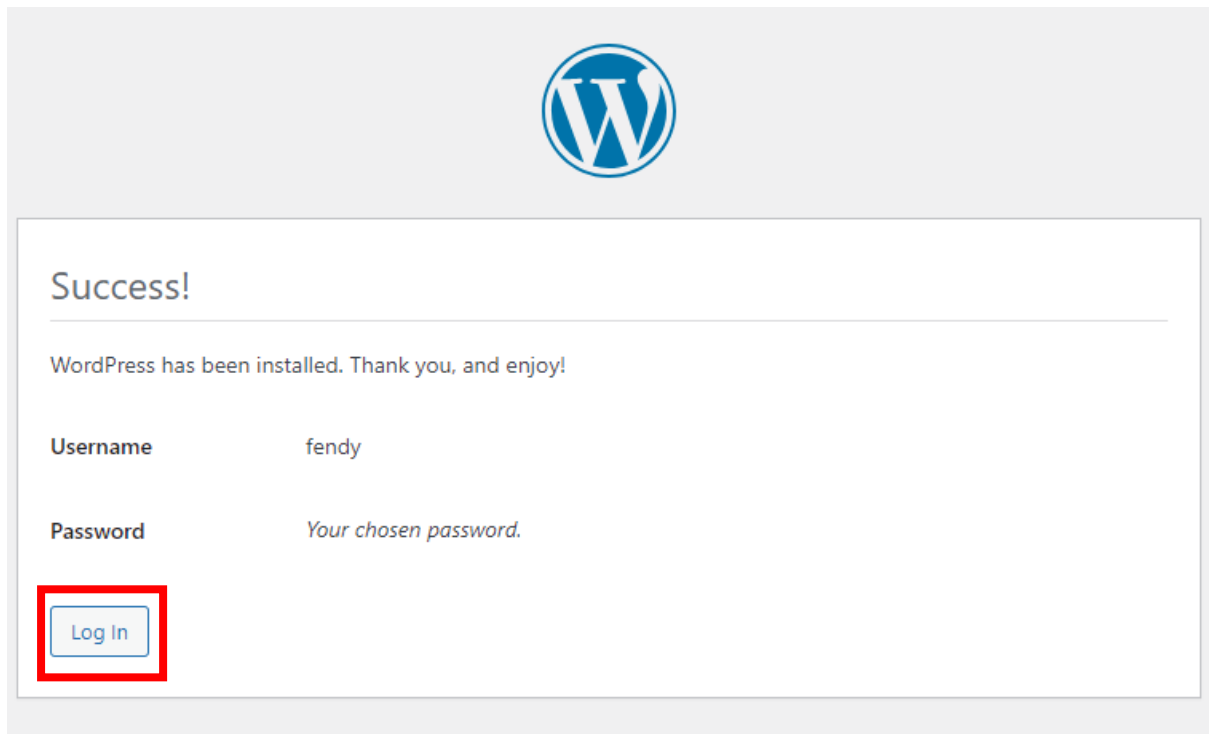 Success!
WordPress has been installed. Thank you, and enjoy!
Username fendy
Password Your chosen password.
Log In